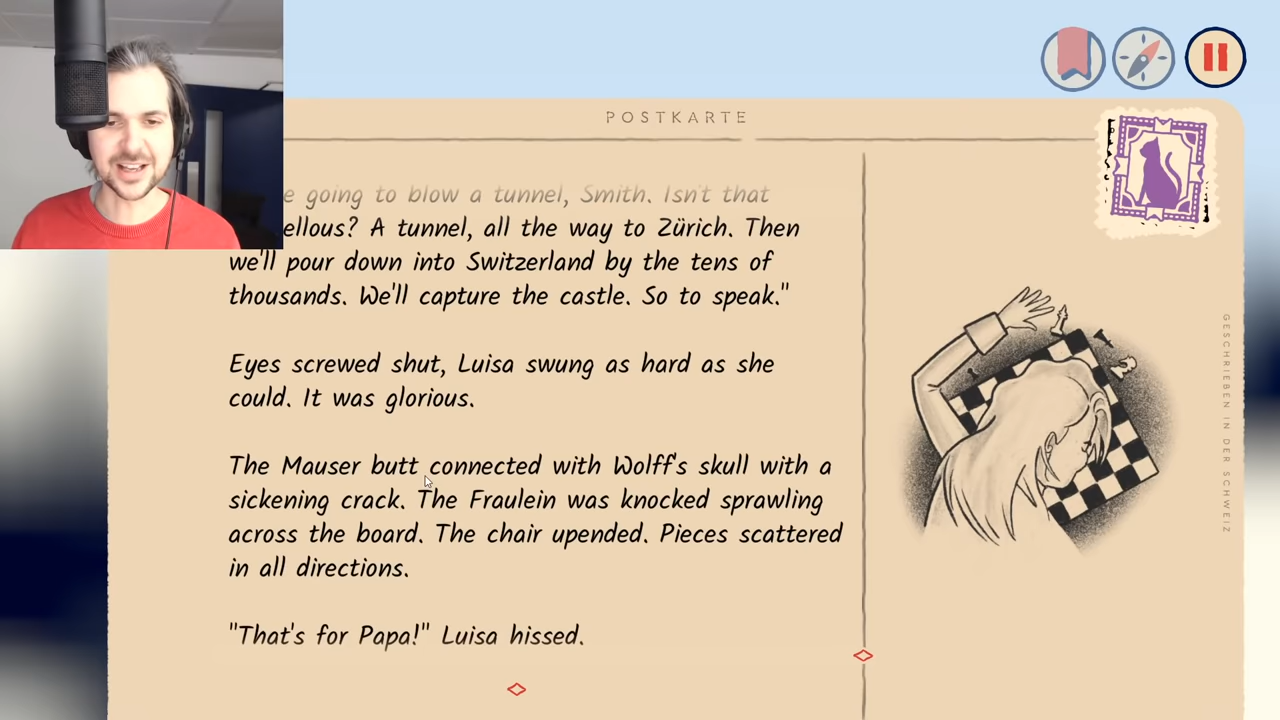 POSTKARTE
going to blow a tunnel, Smith. Isn't that
ellous? A tunnel, all the way to Zürich. Then
we'll pour down into Switzerland by the tens of
thousands. We'll capture the castle. So to speak."
Eyes screwed shut, Luisa swung as hard as she
could. It was glorious.
The Mauser butt connected with Wolff's skull with a
sickening crack. The Fraulein was knocked sprawling
across the board. The chair upended. Pieces scattered
in all directions.
"That's for Papa!" Luisa hissed.
GESCHRIEBEN IN DER SCHWEIZ